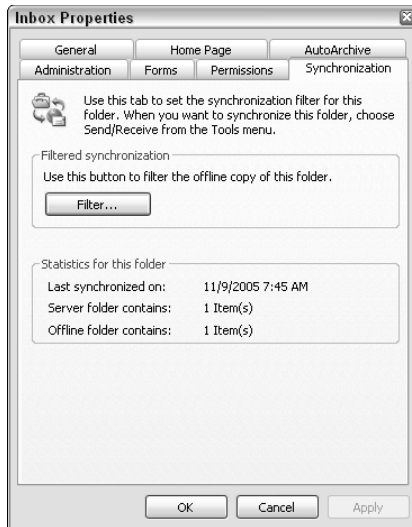 Inbox Properties
General
Home Page
AutoArchive
Administration
Forms
Permissions
Synchronization
Use this tab to set the synchronization filter for this
folder. When you want to synchronize this folder, choose
Send/Receive from the Tools menu.
Filtered synchronization
Use this button to filter the offline copy of this folder.
Filter...
Statistics for this folder
Last synchronized on: 11/9/2005 7:45 AM
Server folder contains: 1 Item(s)
Offline folder contains: 1 Item(s)
OK
Cancel
Apply